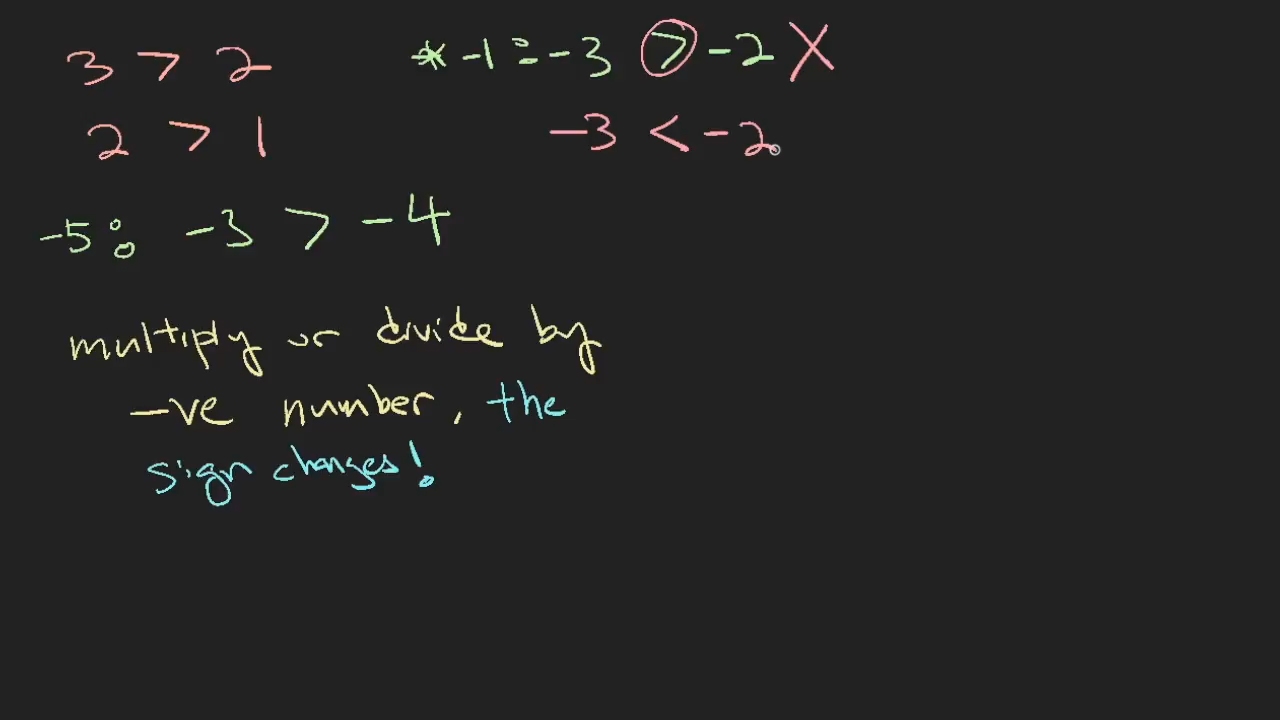 3 > 2
2 > 1
* -1 : -3 > -2 X
-3 < -2
-5: -3 > -4
multiply or divide by
-ve number, the
sign changes!